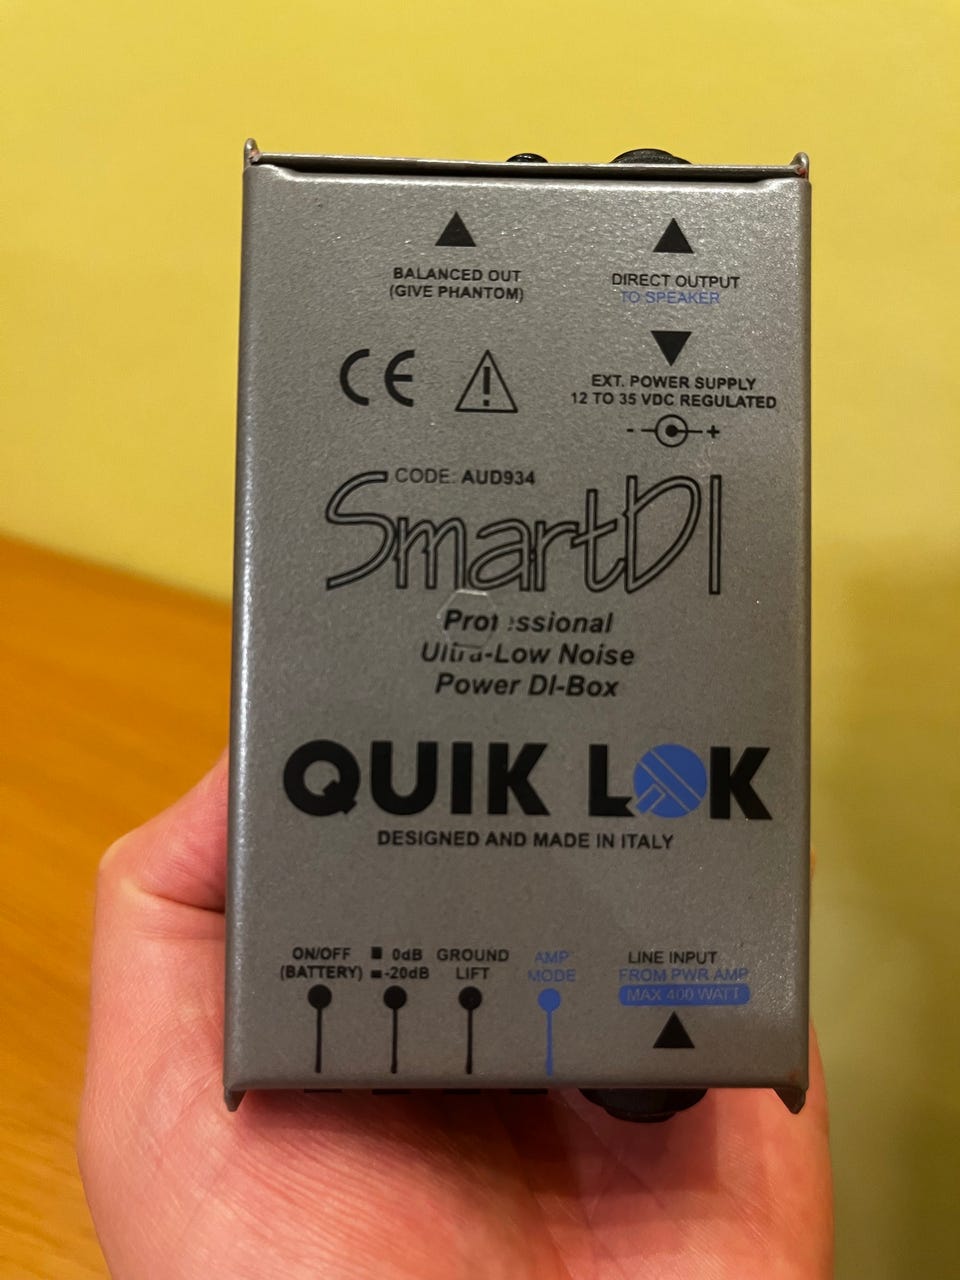 BALANCED OUT
(GIVE PHANTOM)
DIRECT OUTPUT
TO SPEAKER
CE
EXT. POWER SUPPLY
12 TO 35 VDC REGULATED
- +
CODE: AUD934
SmartDI
Professional
Ultra-Low Noise
Power DI-Box
QUIK LOK
DESIGNED AND MADE IN ITALY
ON/OFF
(BATTERY)
0dB
-20dB
GROUND
LIFT
AMP
MODE
LINE INPUT
FROM PWR AMP
MAX 400 WATT